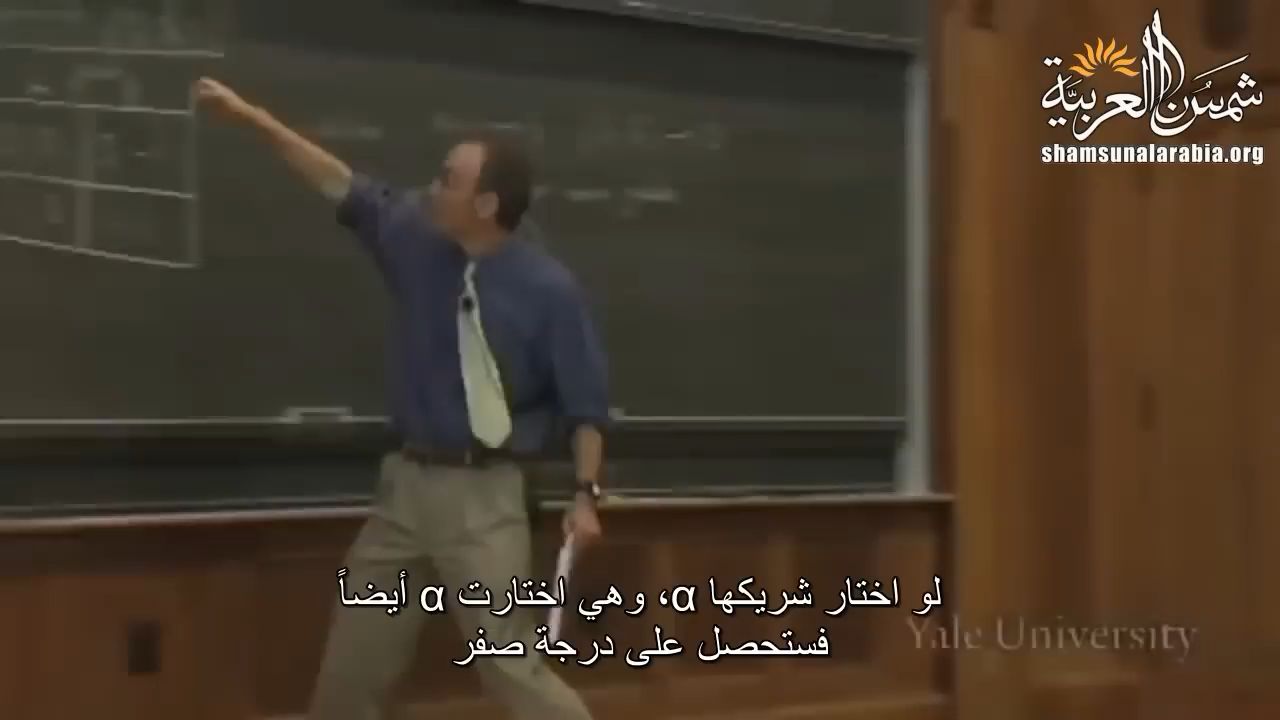 شمس العربية
shamsunalarabia.org
لو اختار شريكها α، وهي اختارت α أيضاً
فستحصل على درجة صفر
Yale University